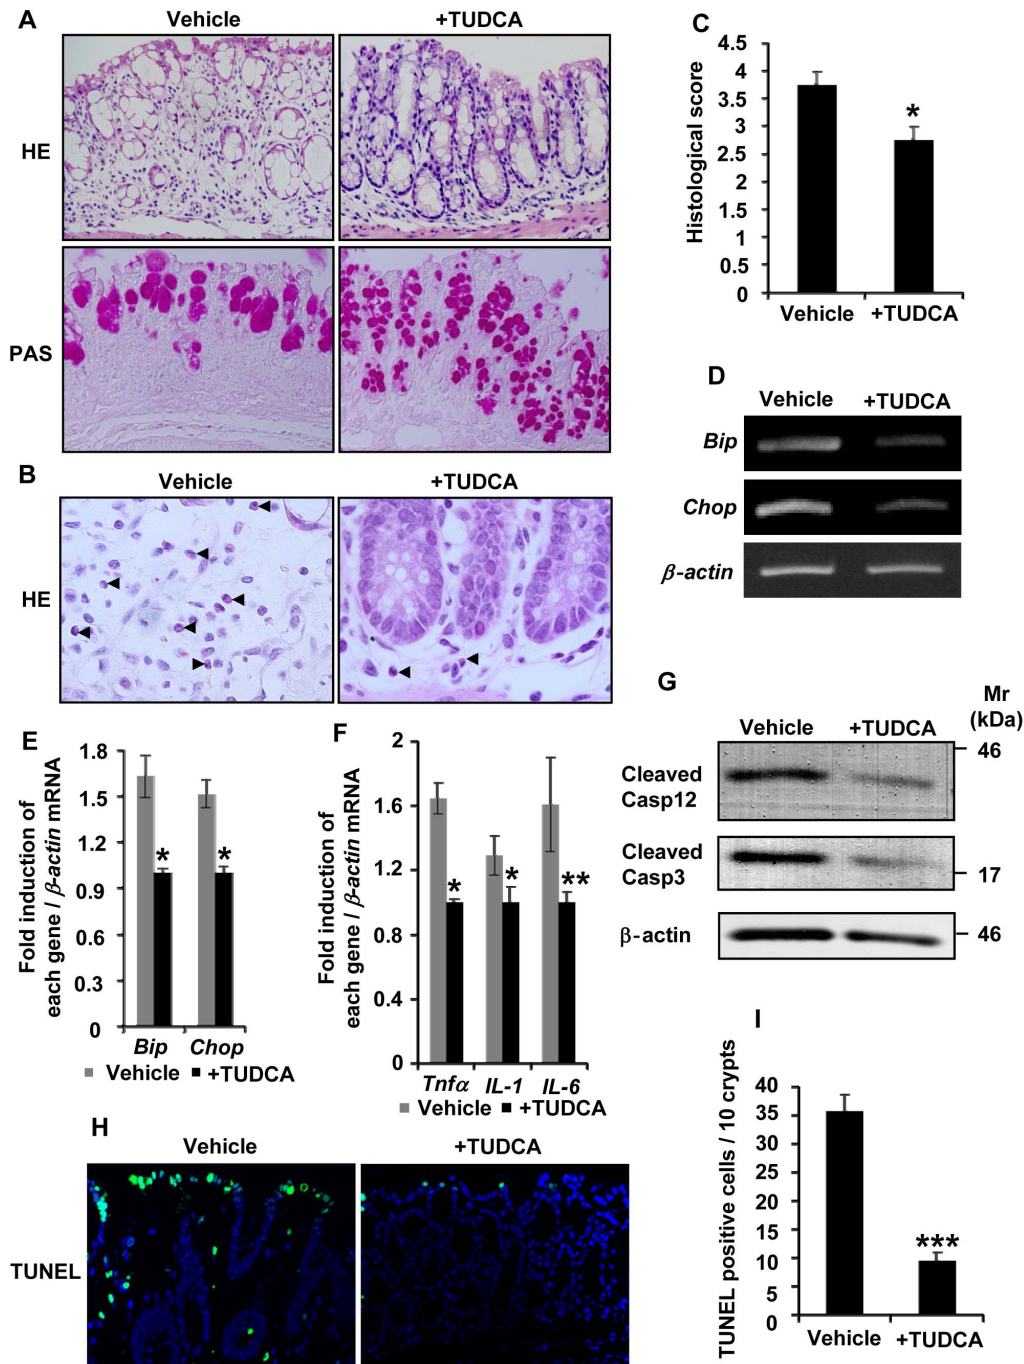 A
Vehicle
+TUDCA
HE
PAS
B
Vehicle
+TUDCA
HE
C
Histological score
4.5
4
3.5
3
2.5
2
1.5
1
0.5
0
*
Vehicle
+TUDCA
D
Vehicle
+TUDCA
Bip
Chop
β-actin
E
Fold induction of
each gene / β-actin mRNA
1.8
1.5
1.2
0.9
0.6
0.3
0
*
*
Bip
Chop
Vehicle
+TUDCA
F
Fold induction of
each gene / β-actin mRNA
2
1.6
1.2
0.8
0.4
0
*
*
**
Tnfα
IL-1
IL-6
Vehicle
+TUDCA
G
Mr
(kDa)
Vehicle
+TUDCA
Cleaved
Casp12
46
Cleaved
Casp3
17
β-actin
46
H
Vehicle
+TUDCA
TUNEL
I
TUNEL positive cells / 10 crypts
40
35
30
25
20
15
10
5
0
***
Vehicle
+TUDCA